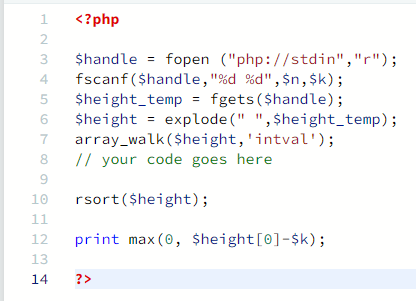 1 <?php
2
3 $handle = fopen ("php://stdin","r");
4 fscanf($handle,"%d %d",$n,$k);
5 $height_temp = fgets($handle);
6 $height = explode(" ",$height_temp);
7 array_walk($height,'intval');
8 // your code goes here
9
10 rsort($height);
11
12 print max(0, $height[0]-$k);
13
14 ?>